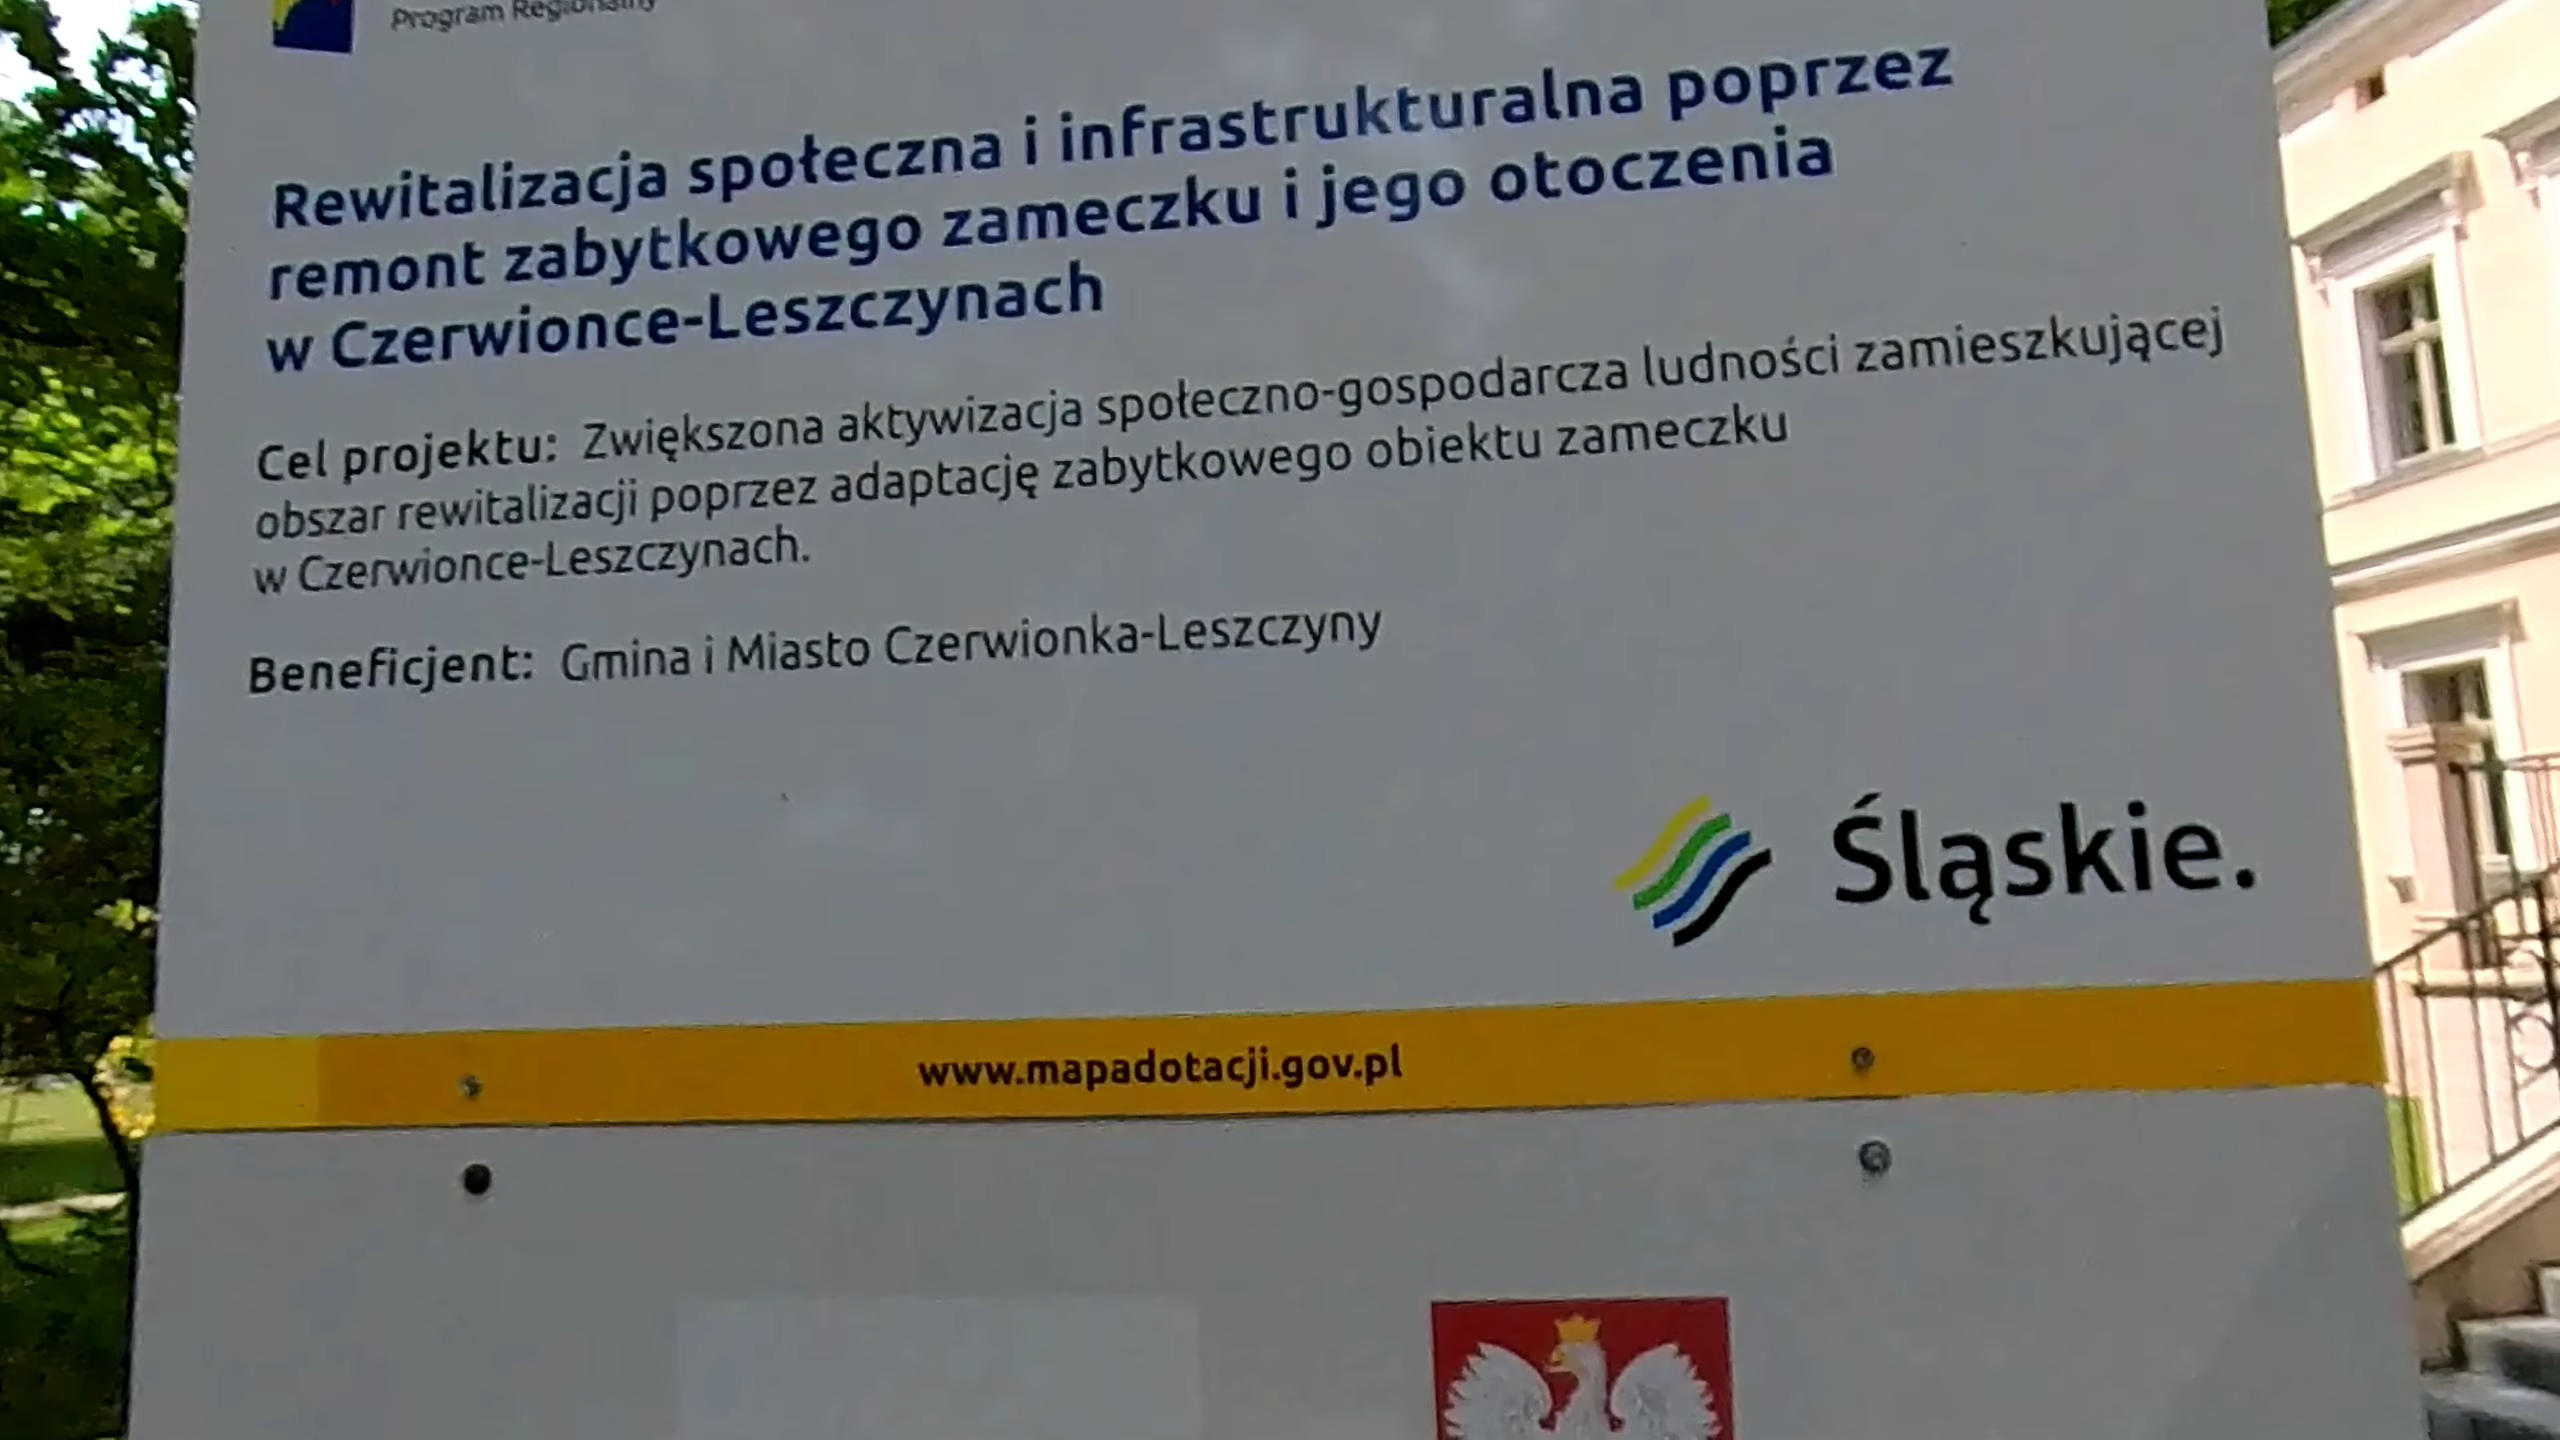 Program Regionalny
Rewitalizacja społeczna i infrastrukturalna poprzez
remont zabytkowego zameczku i jego otoczenia
w Czerwionce-Leszczynach
Cel projektu: Zwiększona aktywizacja społeczno-gospodarcza ludności zamieszkującej
obszar rewitalizacji poprzez adaptację zabytkowego obiektu zameczku
w Czerwionce-Leszczynach.
Beneficjent: Gmina i Miasto Czerwionka-Leszczyny
Śląskie.
www.mapadotacji.gov.pl